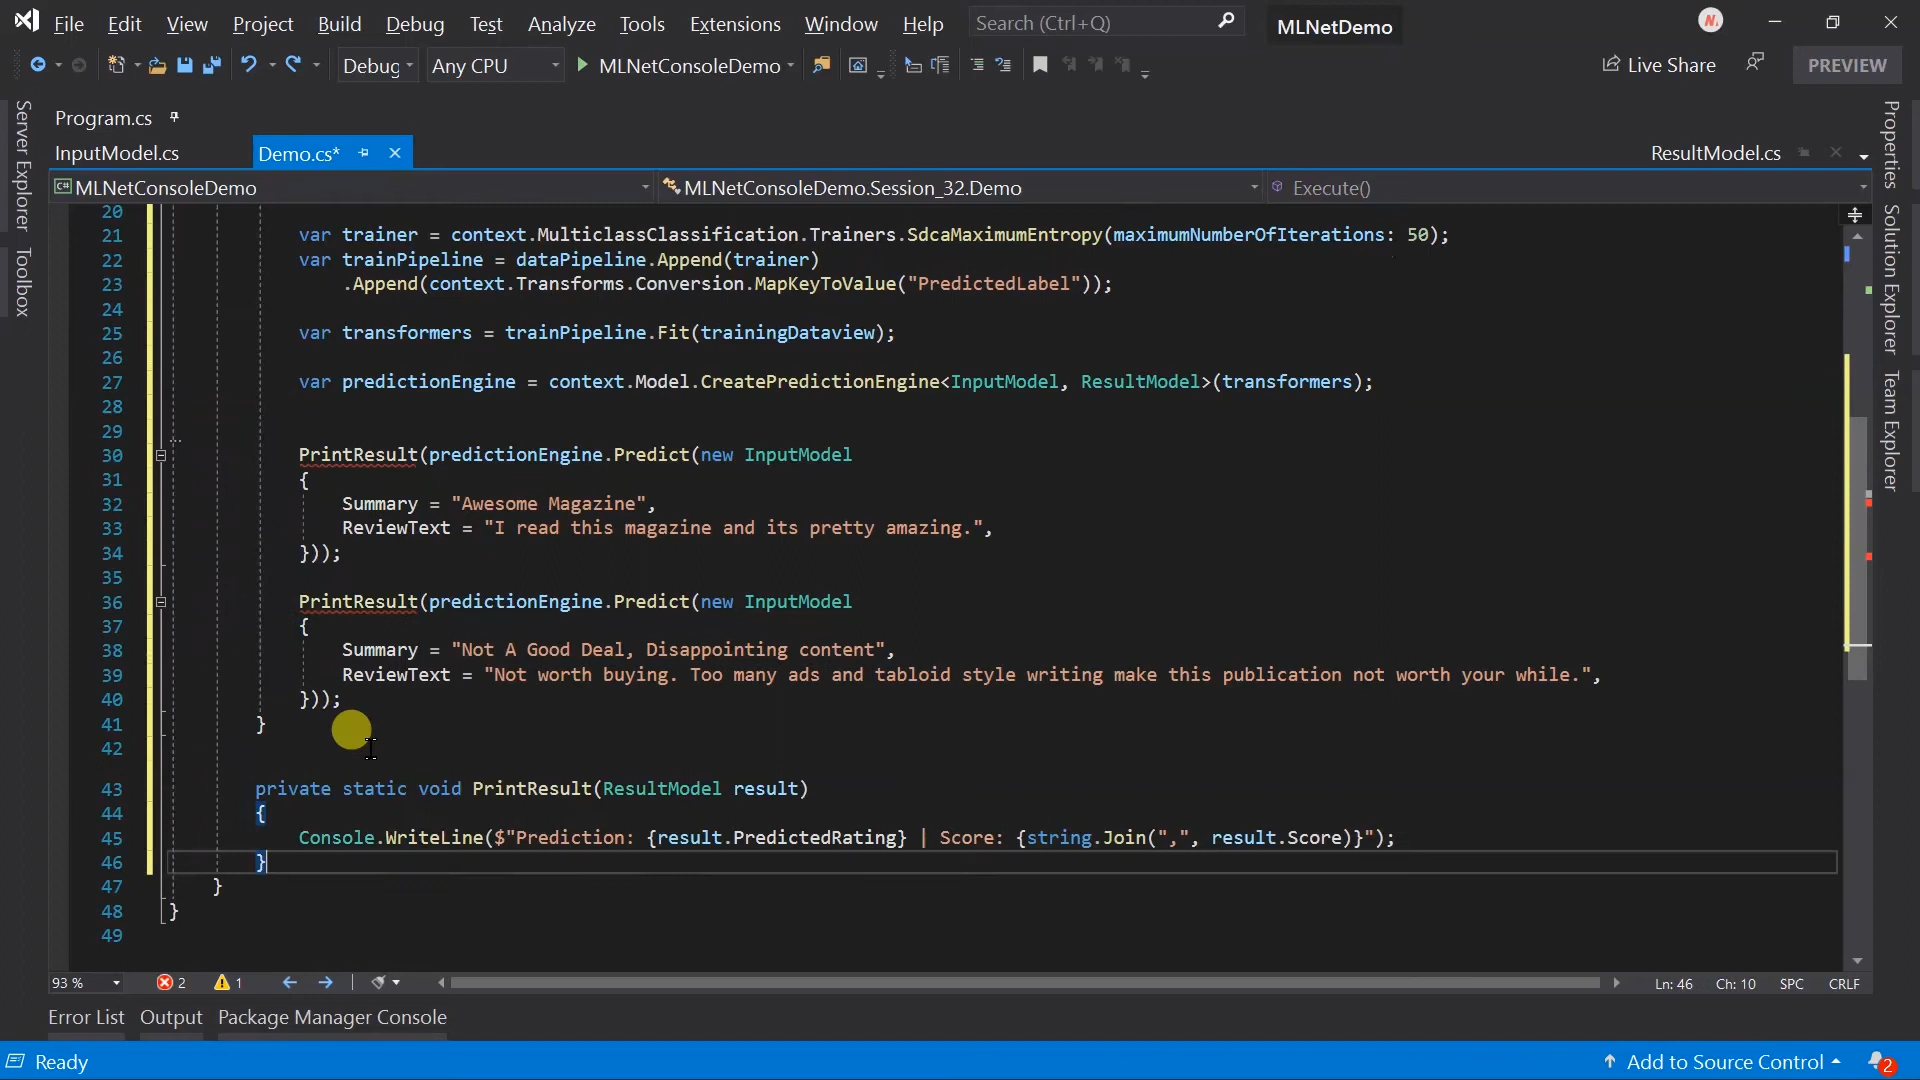 File Edit View Project Build Debug Test Analyze Tools Extensions Window Help Search (Ctrl+Q) MLNetDemo
Debug Any CPU MLNetConsoleDemo Live Share PREVIEW
Program.cs
InputModel.cs Demo.cs* ResultModel.cs
MLNetConsoleDemo MLNetConsoleDemo.Session_32.Demo Execute()
20
21 var trainer = context.MulticlassClassification.Trainers.SdcaMaximumEntropy(maximumNumberOfIterations: 50);
22 var trainPipeline = dataPipeline.Append(trainer)
23 .Append(context.Transforms.Conversion.MapKeyToValue("PredictedLabel"));
24
25 var transformers = trainPipeline.Fit(trainingDataview);
26
27 var predictionEngine = context.Model.CreatePredictionEngine<InputModel, ResultModel>(transformers);
28
29
30 PrintResult(predictionEngine.Predict(new InputModel
31 {
32 Summary = "Awesome Magazine",
33 ReviewText = "I read this magazine and its pretty amazing.",
34 }));
35
36 PrintResult(predictionEngine.Predict(new InputModel
37 {
38 Summary = "Not A Good Deal, Disappointing content",
39 ReviewText = "Not worth buying. Too many ads and tabloid style writing make this publication not worth your while.",
40 }));
41 }
42
43 private static void PrintResult(ResultModel result)
44 {
45 Console.WriteLine($"Prediction: {result.PredictedRating} | Score: {string.Join(",", result.Score)}");
46 }
47 }
48 }
49
93 % 2 1 Ln: 46 Ch: 10 SPC CRLF
Error List Output Package Manager Console
Ready Add to Source Control 2
Server Explorer
Toolbox
Properties
Solution Explorer
Team Explorer